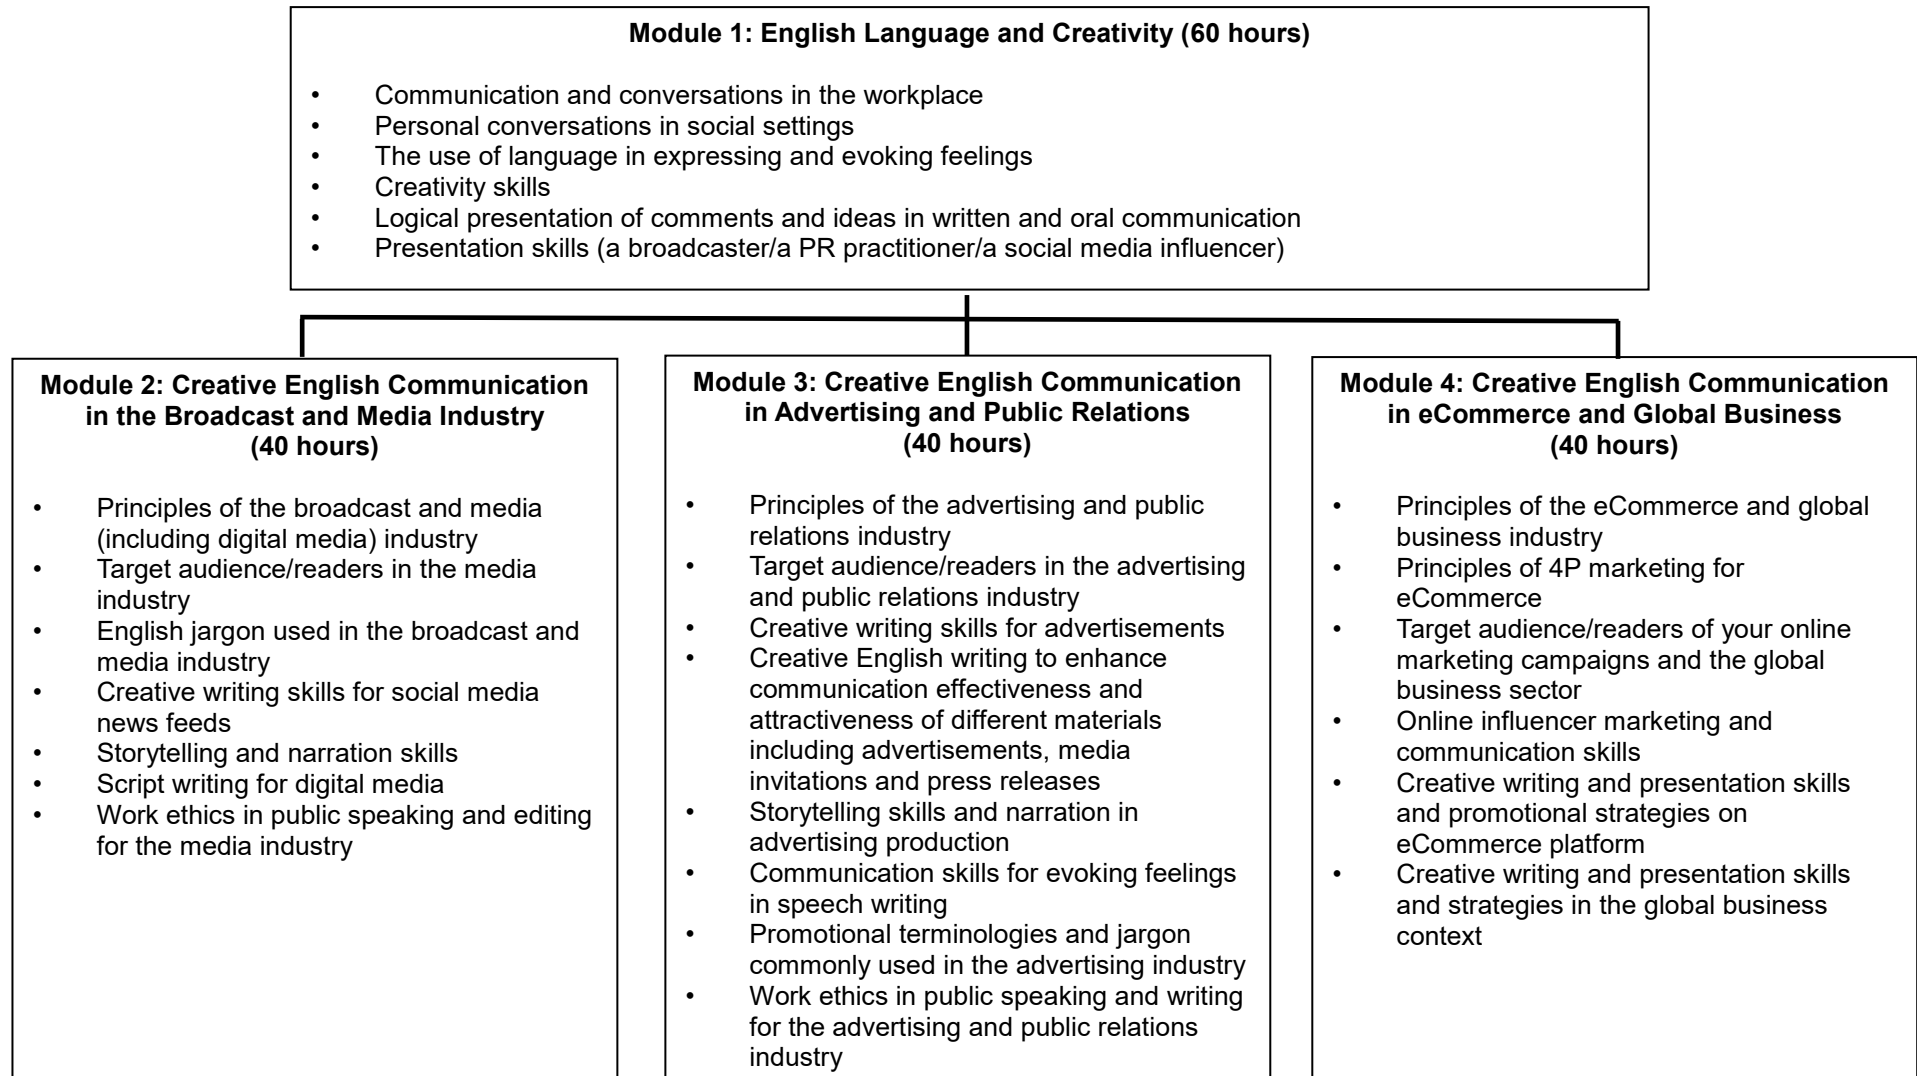 Module 1: English Language and Creativity (60 hours)
• Communication and conversations in the workplace
• Personal conversations in social settings
• The use of language in expressing and evoking feelings
• Creativity skills
• Logical presentation of comments and ideas in written and oral communication
• Presentation skills (a broadcaster/a PR practitioner/a social media influencer)
Module 2: Creative English Communication
in the Broadcast and Media Industry
(40 hours)
• Principles of the broadcast and media
(including digital media) industry
• Target audience/readers in the media
industry
• English jargon used in the broadcast and
media industry
• Creative writing skills for social media
news feeds
• Storytelling and narration skills
• Script writing for digital media
• Work ethics in public speaking and editing
for the media industry
Module 3: Creative English Communication
in Advertising and Public Relations
(40 hours)
• Principles of the advertising and public
relations industry
• Target audience/readers in the advertising
and public relations industry
• Creative writing skills for advertisements
• Creative English writing to enhance
communication effectiveness and
attractiveness of different materials
including advertisements, media
invitations and press releases
• Storytelling skills and narration in
advertising production
• Communication skills for evoking feelings
in speech writing
• Promotional terminologies and jargon
commonly used in the advertising industry
• Work ethics in public speaking and writing
for the advertising and public relations
industry
Module 4: Creative English Communication
in eCommerce and Global Business
(40 hours)
• Principles of the eCommerce and global
business industry
• Principles of 4P marketing for
eCommerce
• Target audience/readers of your online
marketing campaigns and the global
business sector
• Online influencer marketing and
communication skills
• Creative writing and presentation skills
and promotional strategies on
eCommerce platform
• Creative writing and presentation skills
and strategies in the global business
context